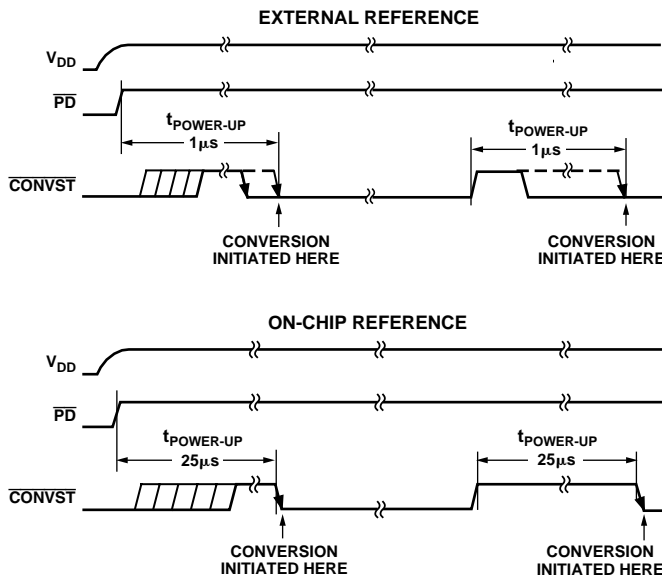 EXTERNAL REFERENCE
VDD
PD
tPOWER-UP
1μs
tPOWER-UP
1μs
CONVST
CONVERSION
INITIATED HERE
CONVERSION
INITIATED HERE
ON-CHIP REFERENCE
VDD
PD
tPOWER-UP
25μs
tPOWER-UP
25μs
CONVST
CONVERSION
INITIATED HERE
CONVERSION
INITIATED HERE